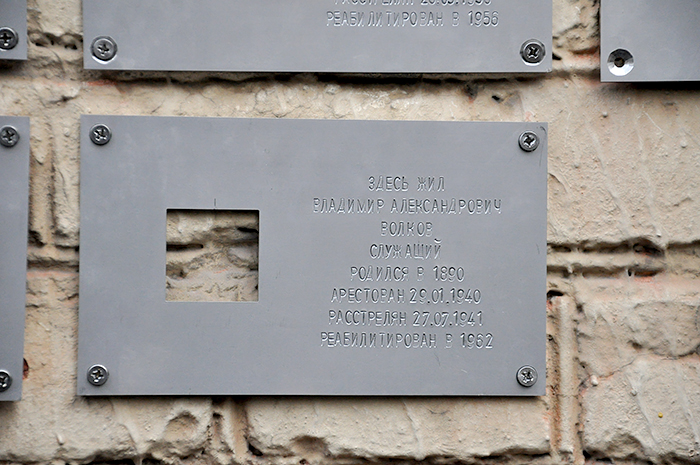 РЕАБИЛИТИРОВАН В 1956
ЗДЕСЬ ЖИЛ
ВЛАДИМИР АЛЕКСАНДРОВИЧ
ВОЛКОВ
СЛУЖАЩИЙ
РОДИЛСЯ В 1890
АРЕСТОВАН 29.01.1940
РАССТРЕЛЯН 27.07.1941
РЕАБИЛИТИРОВАН В 1962